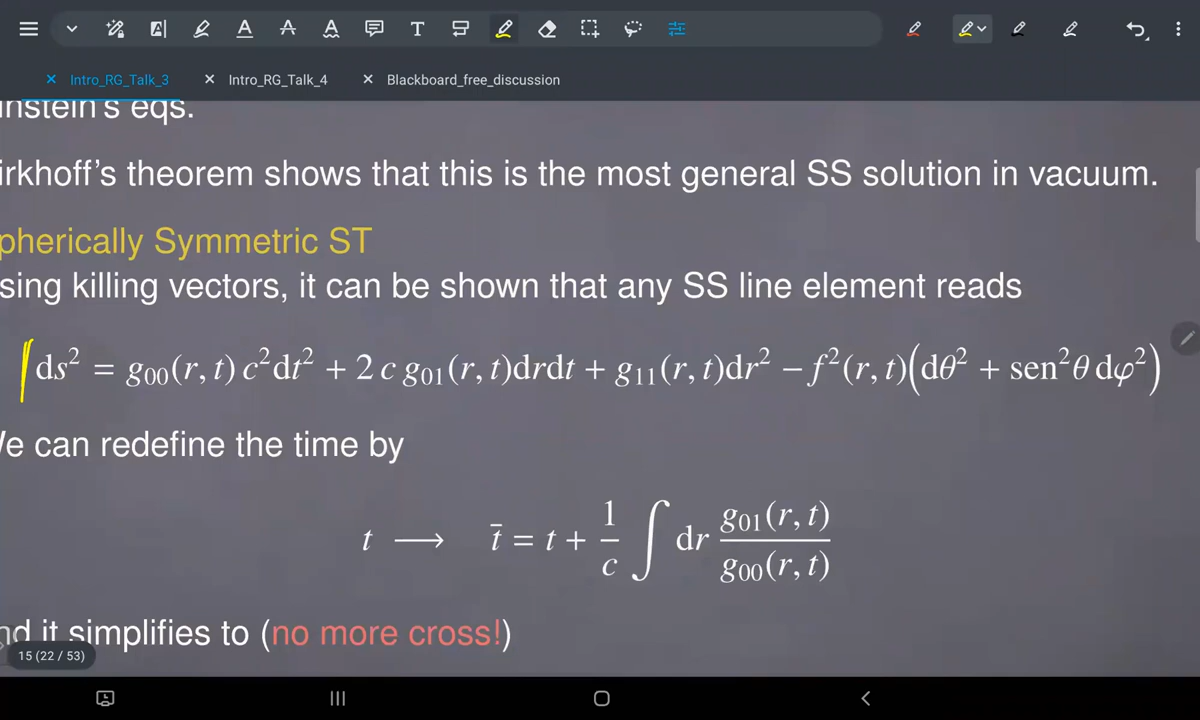 Intro_RG_Talk_3 Intro_RG_Talk_4 Blackboard_free_discussion
instein's eqs.
irkhoff's theorem shows that this is the most general SS solution in vacuum.
pherically Symmetric ST
sing killing vectors, it can be shown that any SS line element reads
ds² = g₀₀(r, t) c²dt² + 2 c g₀₁(r, t)drdt + g₁₁(r, t)dr² − f²(r, t)(dθ² + sen²θ dφ²)
We can redefine the time by
t ⟶ t̄ = t + 1/c ∫ dr g₀₁(r, t)/g₀₀(r, t)
nd it simplifies to (no more cross!)
15 (22 / 53)